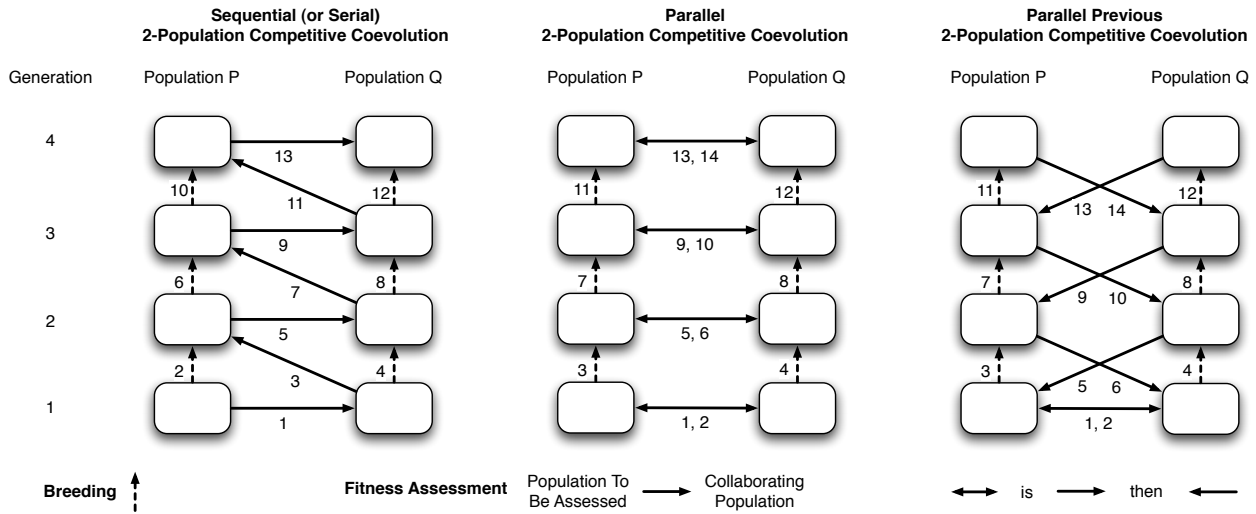 Sequential (or Serial)
2-Population Competitive Coevolution
Parallel
2-Population Competitive Coevolution
Parallel Previous
2-Population Competitive Coevolution
Generation
Population P
Population Q
Population P
Population Q
Population P
Population Q
4
13
13, 14
10
11
12
11
12
11
13
14
12
3
9
9, 10
6
7
8
7
8
7
9
10
8
2
5
5, 6
2
3
4
3
4
3
5
6
4
1
1
1, 2
1, 2
Breeding
Fitness Assessment
Population To
Be Assessed
Collaborating
Population
is
then